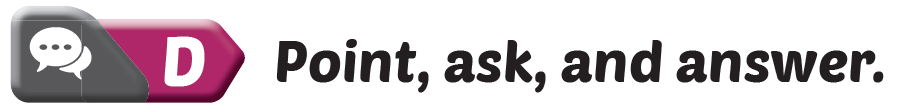 D Point, ask, and answer.